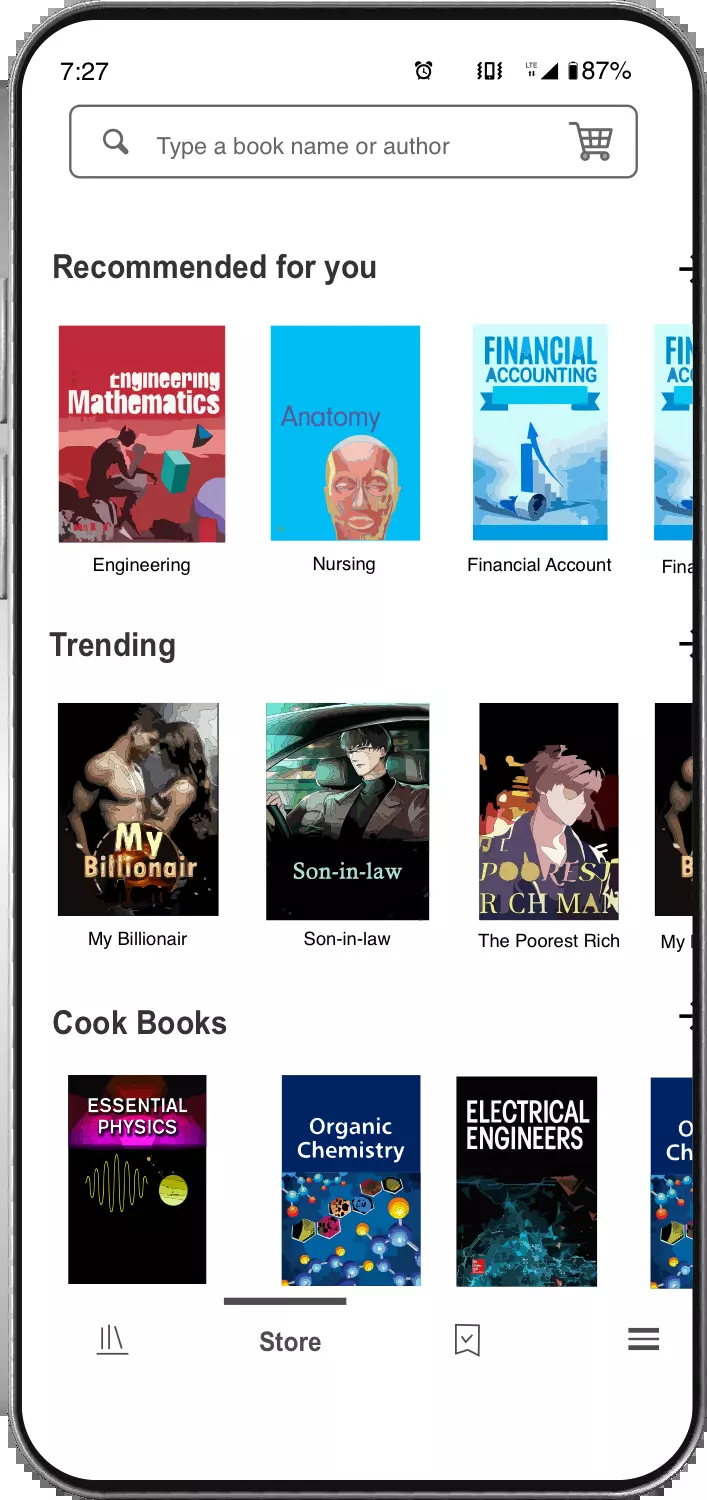 7:27
LTE
87%
Type a book name or author
Recommended for you
Engineering
Mathematics
Anatomy
FINANCIAL
ACCOUNTING
FIN
ACC
Engineering
Nursing
Financial Account
Fina
Trending
My
Billionair
Son-in-law
POOREST
RICH MAN
B
My Billionair
Son-in-law
The Poorest Rich
My
Cook Books
ESSENTIAL
PHYSICS
Organic
Chemistry
ELECTRICAL
ENGINEERS
O
Ch
Store